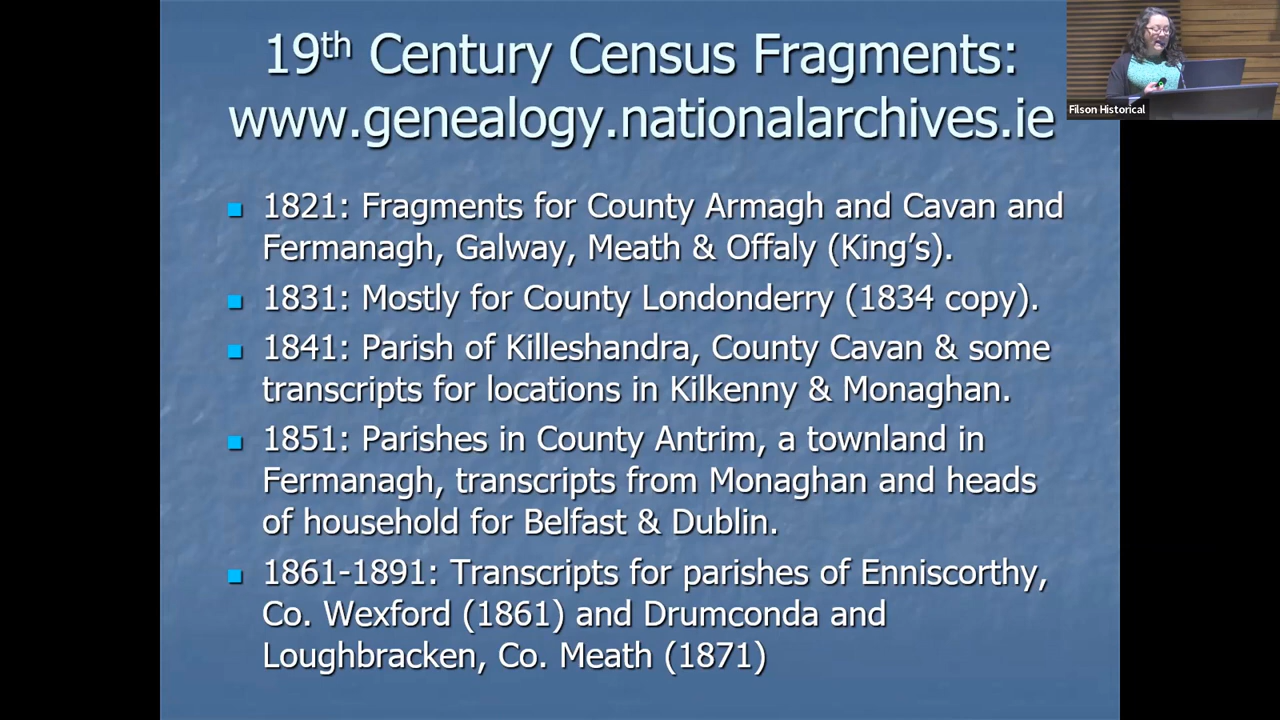 19th Century Census Fragments:
www.genealogy.nationalarchives.ie
Filson Historical
1821: Fragments for County Armagh and Cavan and
Fermanagh, Galway, Meath & Offaly (King’s).
1831: Mostly for County Londonderry (1834 copy).
1841: Parish of Killeshandra, County Cavan & some
transcripts for locations in Kilkenny & Monaghan.
1851: Parishes in County Antrim, a townland in
Fermanagh, transcripts from Monaghan and heads
of household for Belfast & Dublin.
1861-1891: Transcripts for parishes of Enniscorthy,
Co. Wexford (1861) and Drumconda and
Loughbracken, Co. Meath (1871)